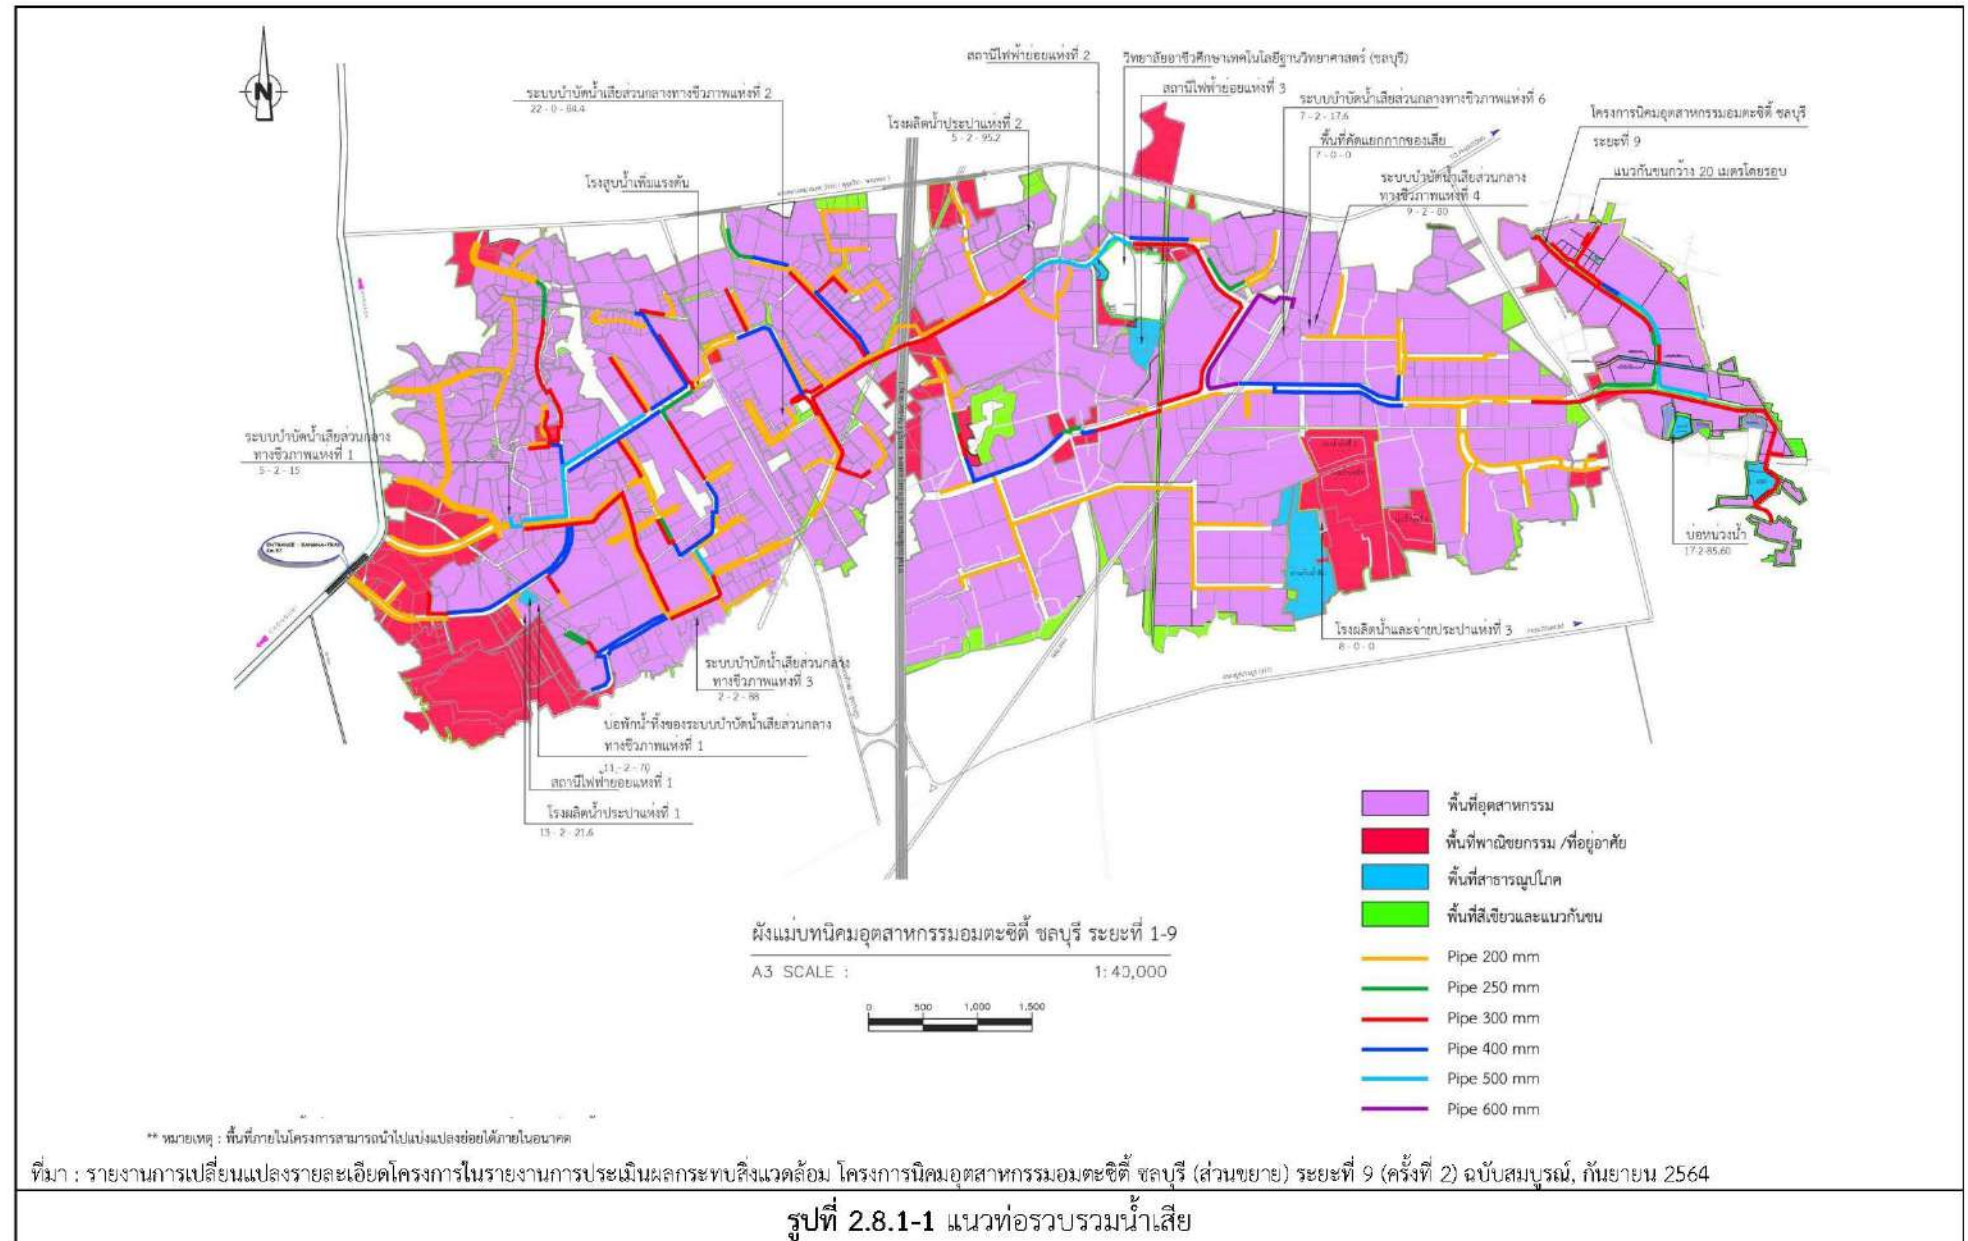 N
สถานีไฟฟ้าย่อยแห่งที่ 2
วิทยาลัยอาชีวศึกษาเทคโนโลยีฐานวิทยาศาสตร์ (ชลบุรี)
สถานีไฟฟ้าย่อยแห่งที่ 3
ระบบบำบัดน้ำเสียส่วนกลางทางชีวภาพแห่งที่ 2
22 - 0 - 64.4
ระบบบำบัดน้ำเสียส่วนกลางทางชีวภาพแห่งที่ 6
7 - 2 - 17.6
โครงการนิคมอุตสาหกรรมอมตะซิตี้ ชลบุรี
ระยะที่ 9
โรงผลิตน้ำประปาแห่งที่ 2
5 - 2 - 95.2
พื้นที่คัดแยกกากของเสีย
7 - 0 - 0
แนวกันชนกว้าง 20 เมตรโดยรอบ
โรงสูบน้ำเพิ่มแรงดัน
ระบบบำบัดน้ำเสียส่วนกลาง
ทางชีวภาพแห่งที่ 4
9 - 2 - 80
ระบบบำบัดน้ำเสียส่วนกลาง
ทางชีวภาพแห่งที่ 1
5 - 2 - 15
บ่อหน่วงน้ำ
17-2-85.60
โรงผลิตน้ำและจ่ายประปาแห่งที่ 3
8 - 0 - 0
ระบบบำบัดน้ำเสียส่วนกลาง
ทางชีวภาพแห่งที่ 3
2 - 2 - 88
บ่อพักน้ำทิ้งของระบบบำบัดน้ำเสียส่วนกลาง
ทางชีวภาพแห่งที่ 1
11 - 2 - 70
สถานีไฟฟ้าย่อยแห่งที่ 1
โรงผลิตน้ำประปาแห่งที่ 1
13 - 2 - 21.6
พื้นที่อุตสาหกรรม
พื้นที่พาณิชยกรรม /ที่อยู่อาศัย
พื้นที่สาธารณูปโภค
พื้นที่สีเขียวและแนวกันชน
Pipe 200 mm
Pipe 250 mm
Pipe 300 mm
Pipe 400 mm
Pipe 500 mm
Pipe 600 mm
ผังแม่บทนิคมอุตสาหกรรมอมตะซิตี้ ชลบุรี ระยะที่ 1-9
A3 SCALE : 1:40,000
0 500 1,000 1,500
** หมายเหตุ : พื้นที่ภายในโครงการสามารถนำไปแบ่งแปลงย่อยได้ภายในอนาคต
ที่มา : รายงานการเปลี่ยนแปลงรายละเอียดโครงการในรายงานการประเมินผลกระทบสิ่งแวดล้อม โครงการนิคมอุตสาหกรรมอมตะซิตี้ ชลบุรี (ส่วนขยาย) ระยะที่ 9 (ครั้งที่ 2) ฉบับสมบูรณ์, กันยายน 2564
รูปที่ 2.8.1-1 แนวท่อรวบรวมน้ำเสีย